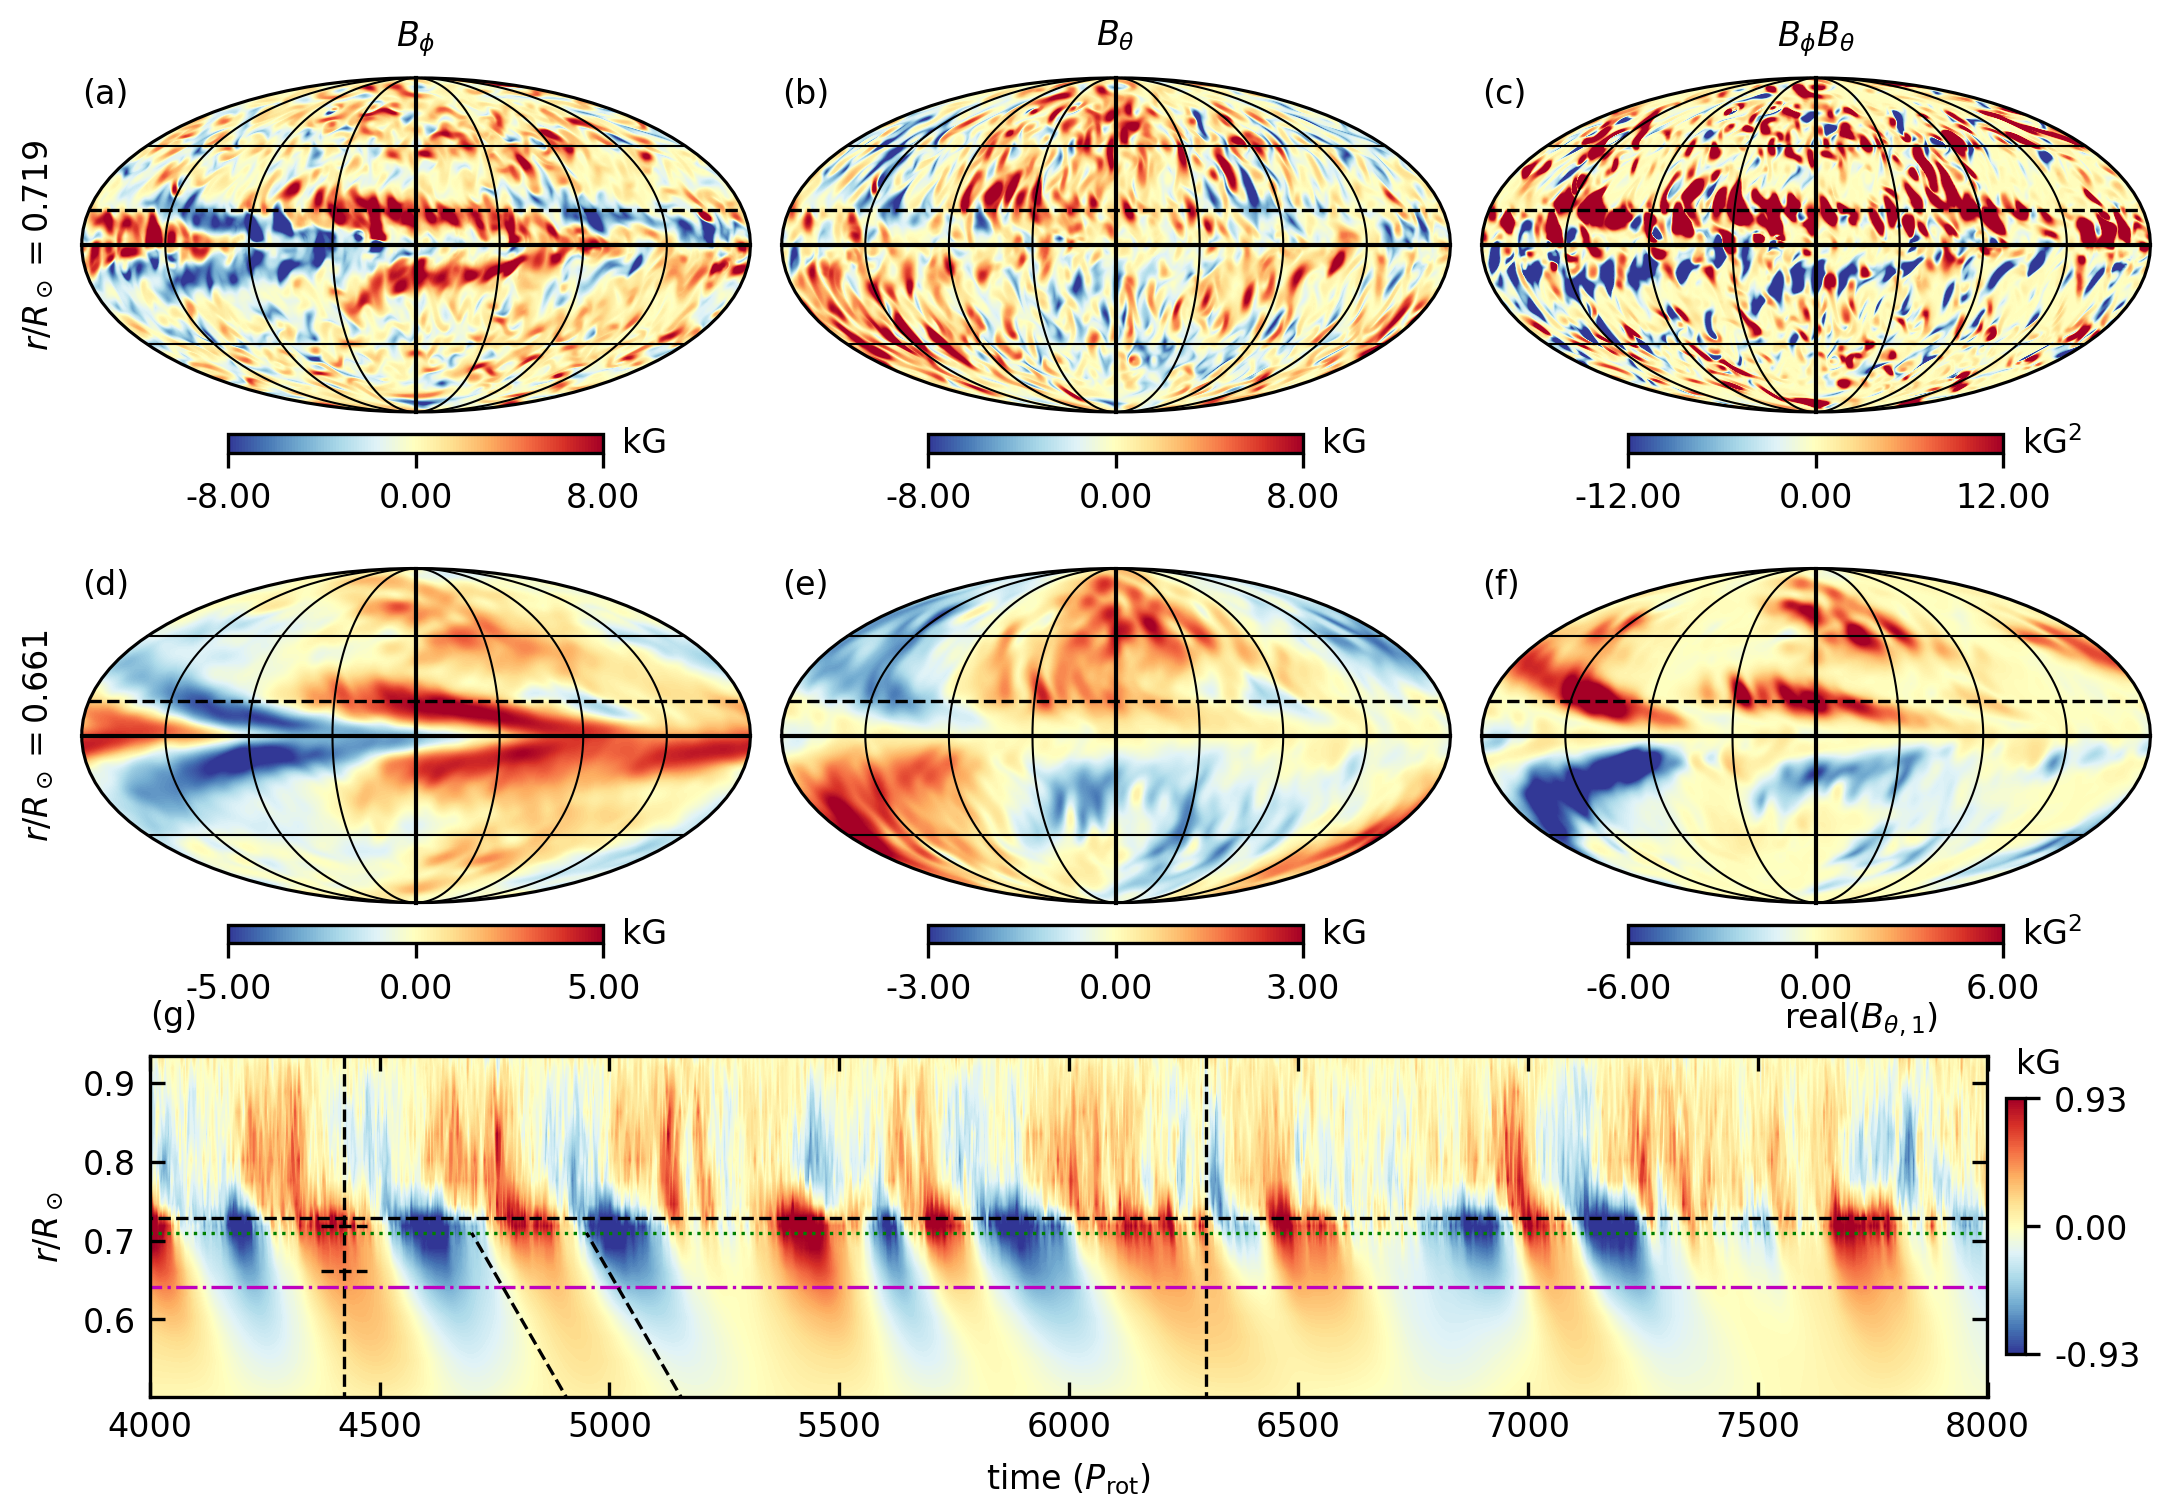 Bϕ
Bθ
BϕBθ
(a)
(b)
(c)
r/R⊙ = 0.719
kG
kG
kG²
-8.00 0.00 8.00
-8.00 0.00 8.00
-12.00 0.00 12.00
(d)
(e)
(f)
r/R⊙ = 0.661
kG
kG
kG²
-5.00 0.00 5.00
-3.00 0.00 3.00
-6.00 0.00 6.00
(g)
real(Bθ, 1)
kG
0.9
0.8
0.7
0.6
r/R⊙
0.93
0.00
-0.93
4000 4500 5000 5500 6000 6500 7000 7500 8000
time (Prot)